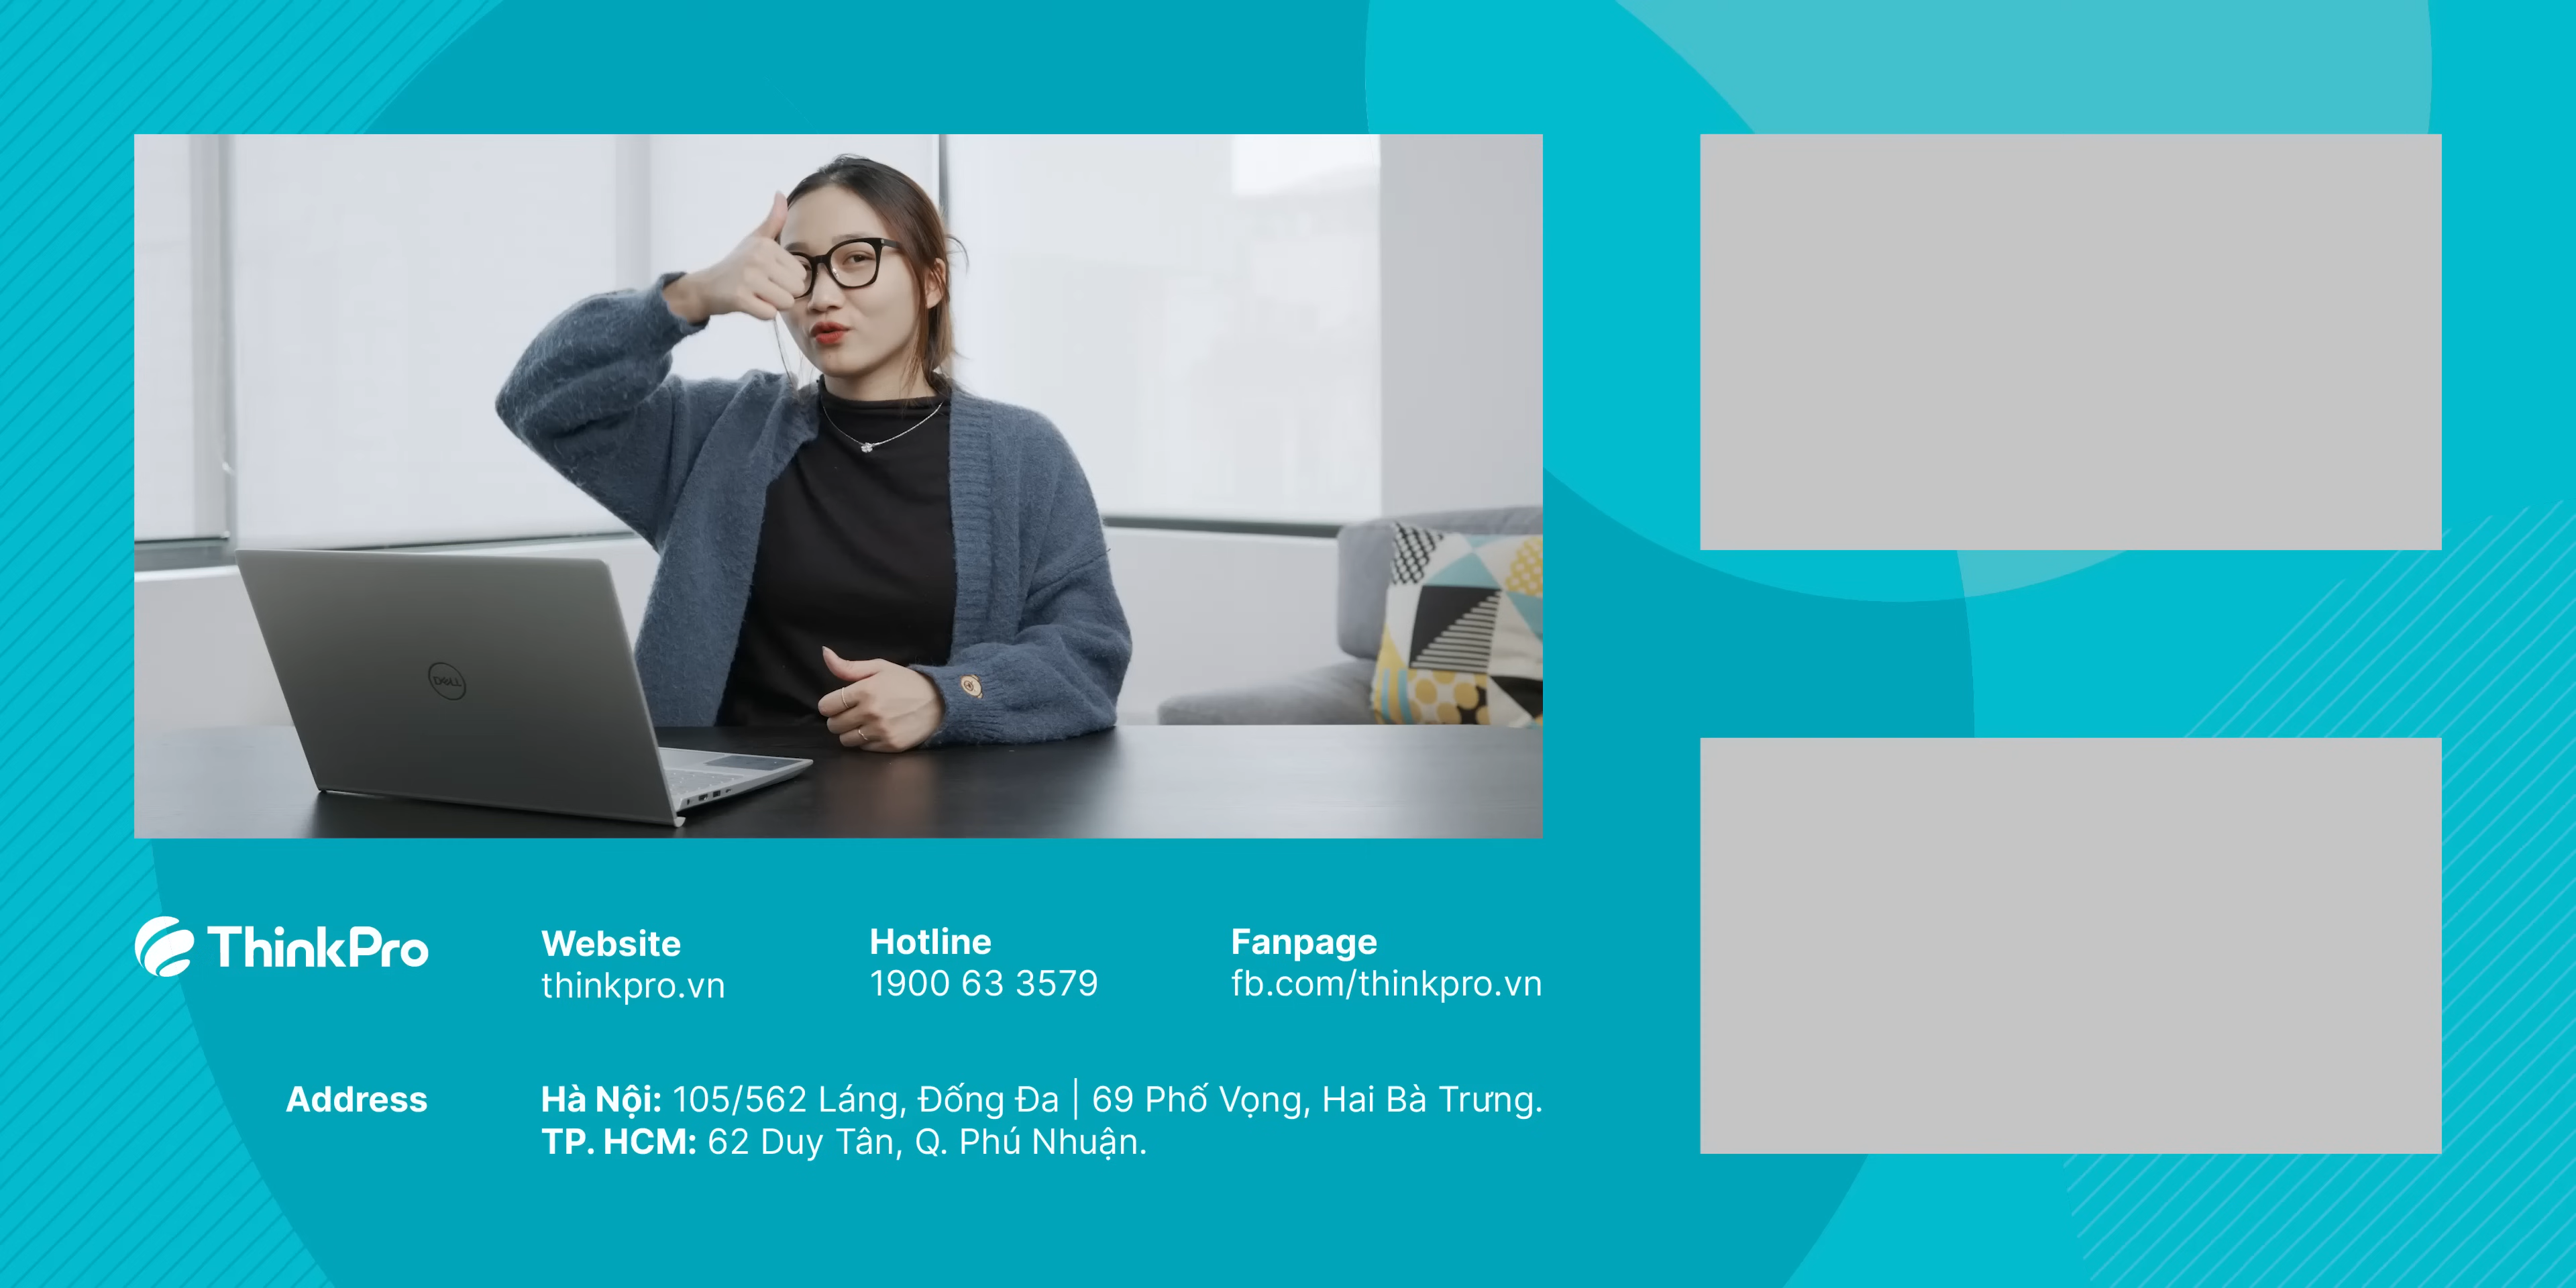 DELL
ThinkPro
Website
thinkpro.vn
Hotline
1900 63 3579
Fanpage
fb.com/thinkpro.vn
Address
Hà Nội: 105/562 Láng, Đống Đa | 69 Phố Vọng, Hai Bà Trưng.
TP. HCM: 62 Duy Tân, Q. Phú Nhuận.